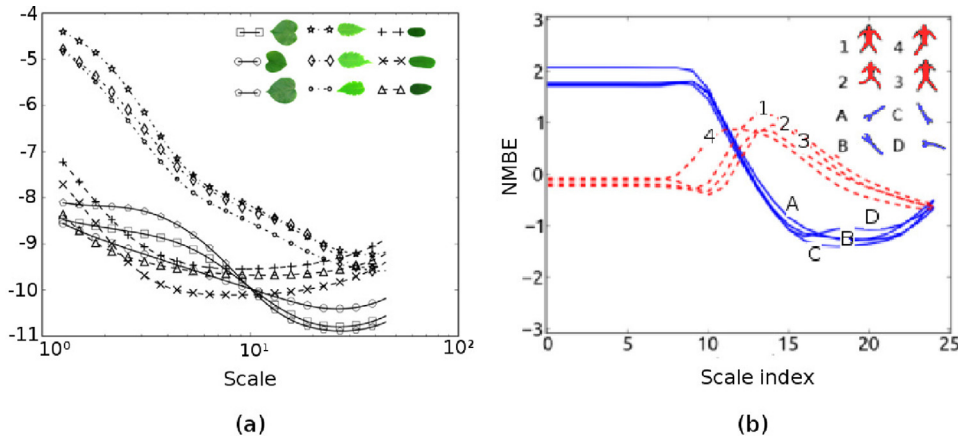 -4
-5
-6
-7
-8
-9
-10
-11
10⁰ 10¹ 10²
Scale
(a)
3
2
1
0
−1
−2
−3
NMBE
1 4
2 3
A C
B D
1
2
4 3
A
D
B
C
0 5 10 15 20 25
Scale index
(b)